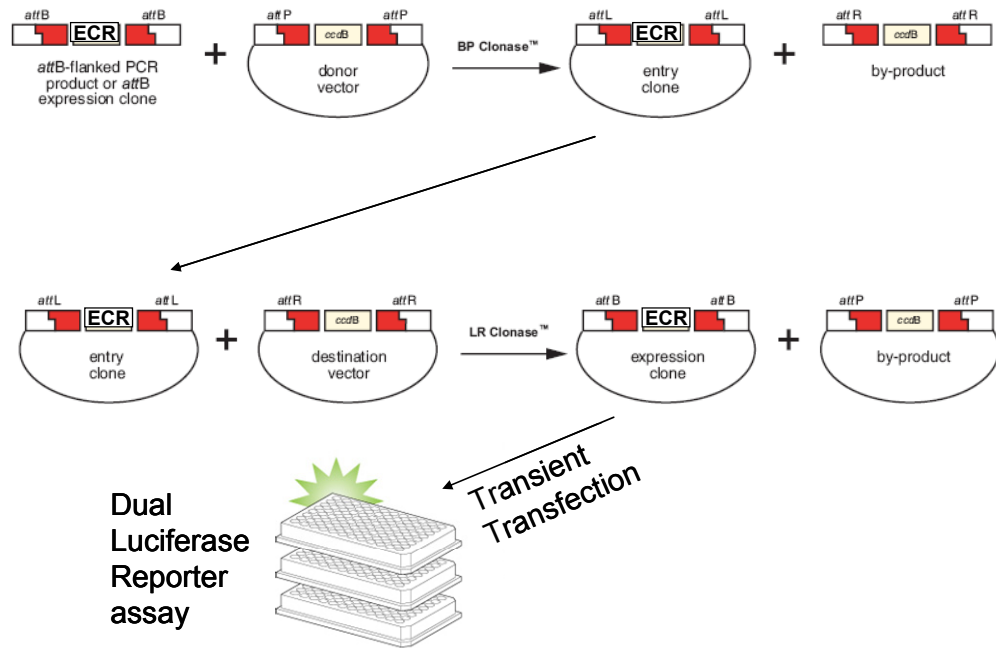 attB attB
ECR
attB-flanked PCR
product or attB
expression clone
+
attP attP
ccdB
donor
vector
BP Clonase™
attL attL
ECR
entry
clone
+
attR attR
ccdB
by-product
attL attL
ECR
entry
clone
+
attR attR
ccdB
destination
vector
LR Clonase™
attB attB
ECR
expression
clone
+
attP attP
ccdB
by-product
Transient
Transfection
Dual
Luciferase
Reporter
assay